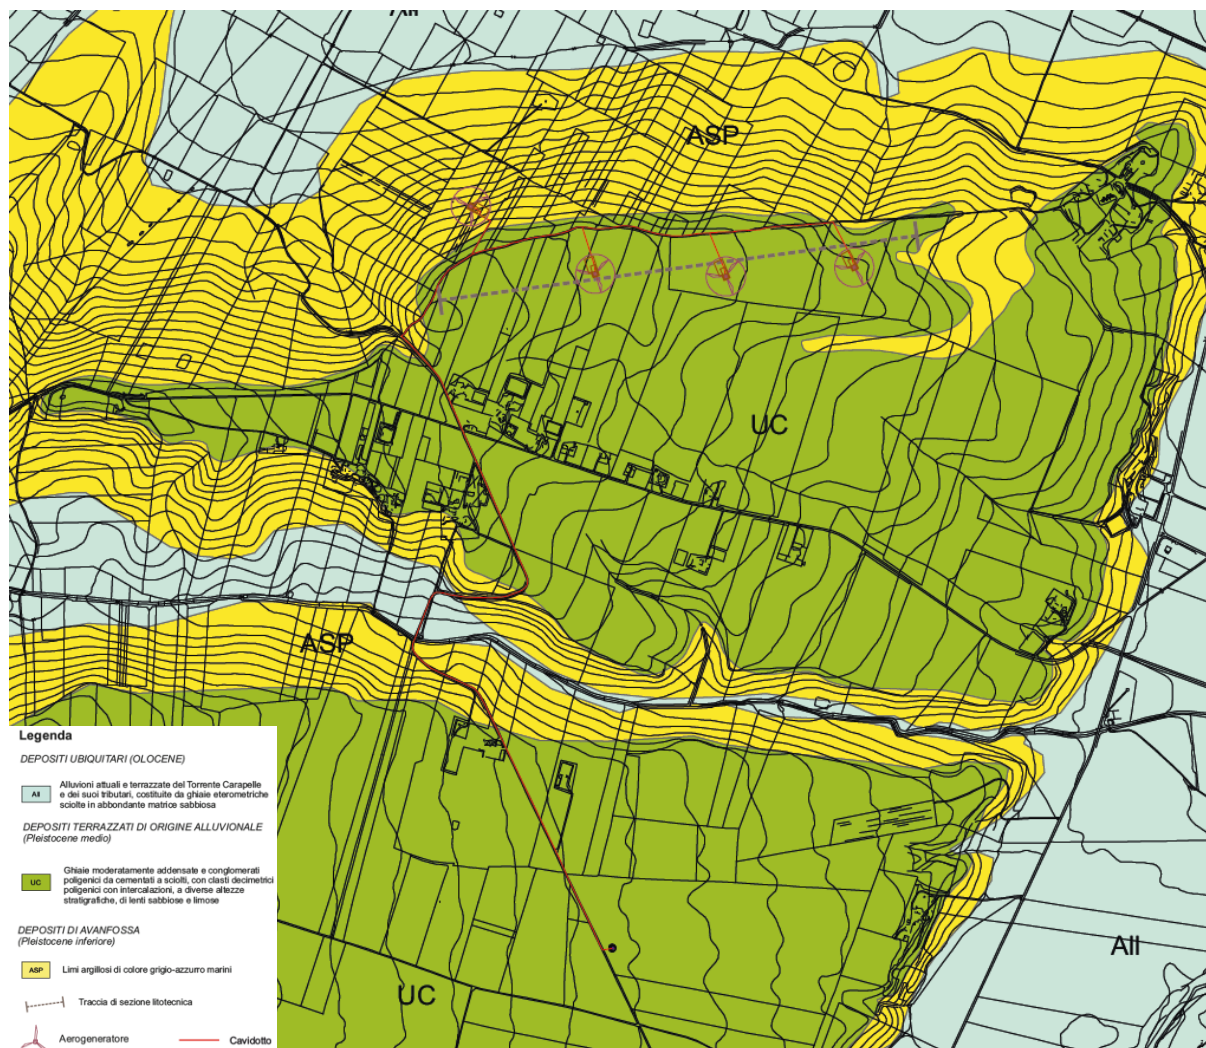 ASP
UC
ASP
All
UC
Legenda
DEPOSITI UBIQUITARI (OLOCENE)
All
Alluvioni attuali e terrazzate del Torrente Carapelle
e dei suoi tributari, costituite da ghiaie eterometriche
sciolte in abbondante matrice sabbiosa
DEPOSITI TERRAZZATI DI ORIGINE ALLUVIONALE
(Pleistocene medio)
UC
Ghiaie moderatamente addensate e conglomerati
poligenici da cementati a sciolti, con clasti decimetrici
poligenici con intercalazioni, a diverse altezze
stratigrafiche, di lenti sabbiose e limose
DEPOSITI DI AVANFOSSA
(Pleistocene inferiore)
ASP
Limi argillosi di colore grigio-azzurro marini
Traccia di sezione litotecnica
Aerogeneratore
Cavidotto